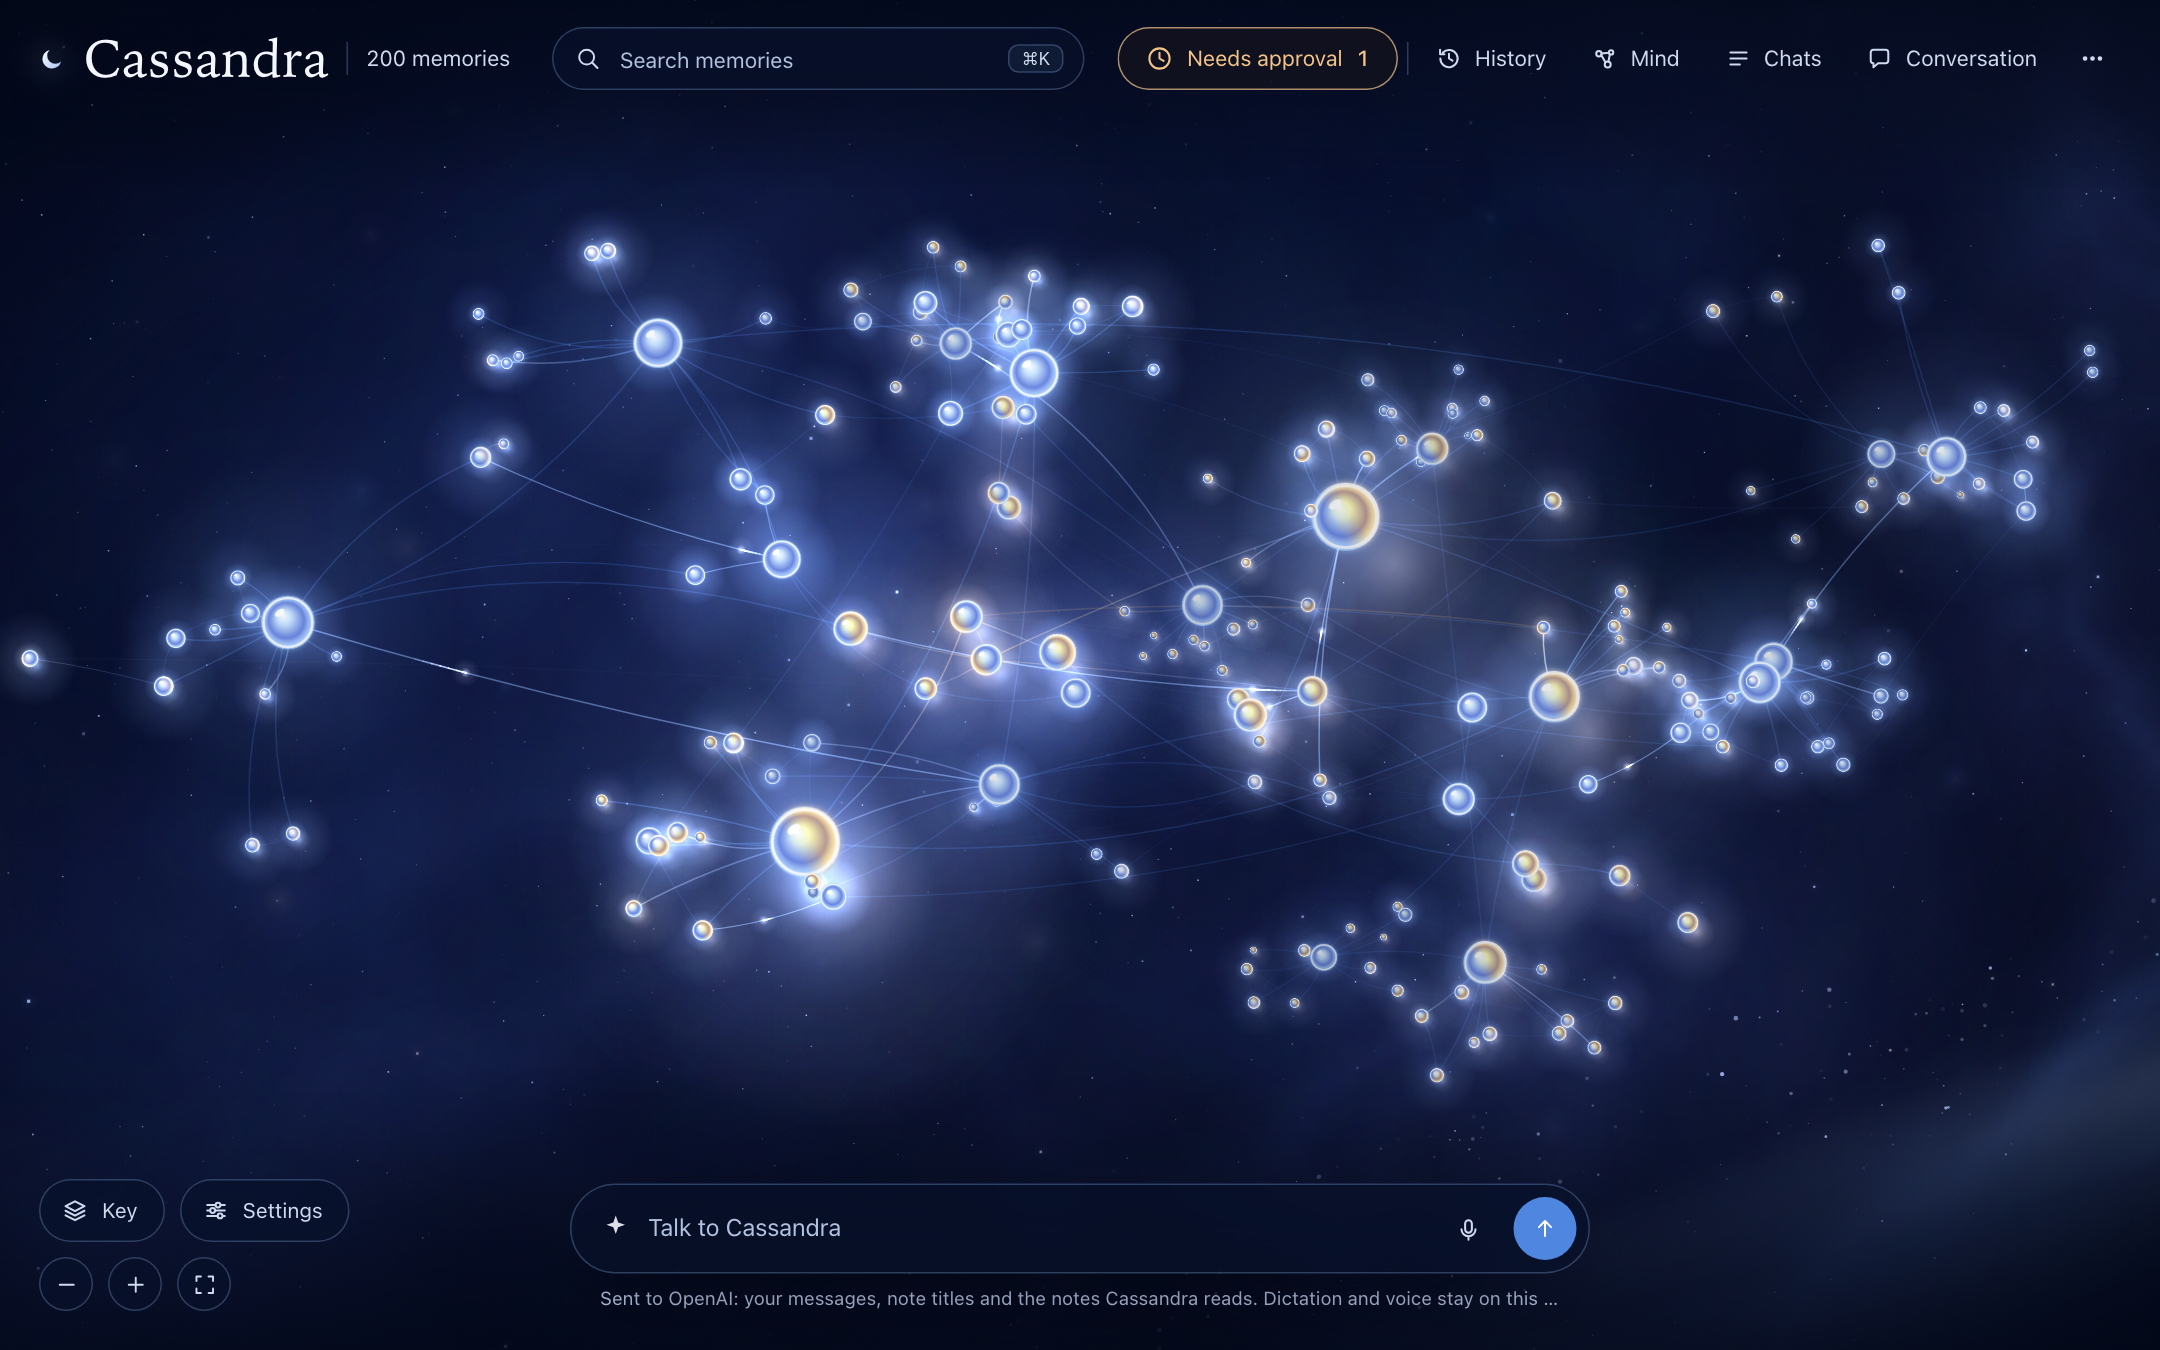 Cassandra
200 memories
Search memories
⌘K
Needs approval 1
History
Mind
Chats
Conversation
Key
Settings
Talk to Cassandra
Sent to OpenAI: your messages, note titles and the notes Cassandra reads. Dictation and voice stay on this ...